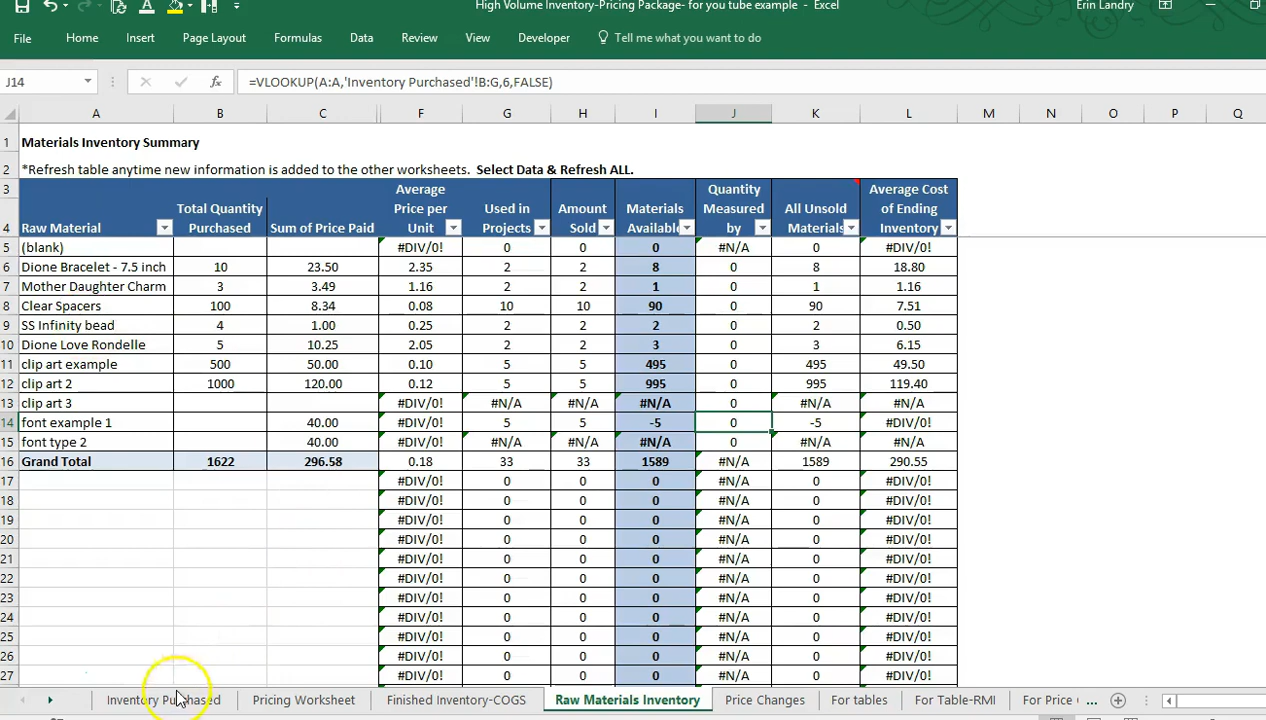 High Volume Inventory-Pricing Package- for you tube example - Excel Erin Landry
File Home Insert Page Layout Formulas Data Review View Developer Tell me what you want to do
J14 fx =VLOOKUP(A:A,'Inventory Purchased'!B:G,6,FALSE)
A B C F G H I J K L M N O P Q
1 Materials Inventory Summary
2 *Refresh table anytime new information is added to the other worksheets. Select Data & Refresh ALL.
3 Average Quantity Average Cost
Total Quantity Price per Used in Amount Materials Measured All Unsold of Ending
4 Raw Material Purchased Sum of Price Paid Unit Projects Sold Available by Materials Inventory
5 (blank) #DIV/0! 0 0 0 #N/A 0 #DIV/0!
6 Dione Bracelet - 7.5 inch 10 23.50 2.35 2 2 8 0 8 18.80
7 Mother Daughter Charm 3 3.49 1.16 2 2 1 0 1 1.16
8 Clear Spacers 100 8.34 0.08 10 10 90 0 90 7.51
9 SS Infinity bead 4 1.00 0.25 2 2 2 0 2 0.50
10 Dione Love Rondelle 5 10.25 2.05 2 2 3 0 3 6.15
11 clip art example 500 50.00 0.10 5 5 495 0 495 49.50
12 clip art 2 1000 120.00 0.12 5 5 995 0 995 119.40
13 clip art 3 #DIV/0! #N/A #N/A #N/A 0 #N/A #N/A
14 font example 1 40.00 #DIV/0! 5 5 -5 0 -5 #DIV/0!
15 font type 2 40.00 #DIV/0! #N/A #N/A #N/A 0 #N/A #N/A
16 Grand Total 1622 296.58 0.18 33 33 1589 #N/A 1589 290.55
17 #DIV/0! 0 0 0 #N/A 0 #DIV/0!
18 #DIV/0! 0 0 0 #N/A 0 #DIV/0!
19 #DIV/0! 0 0 0 #N/A 0 #DIV/0!
20 #DIV/0! 0 0 0 #N/A 0 #DIV/0!
21 #DIV/0! 0 0 0 #N/A 0 #DIV/0!
22 #DIV/0! 0 0 0 #N/A 0 #DIV/0!
23 #DIV/0! 0 0 0 #N/A 0 #DIV/0!
24 #DIV/0! 0 0 0 #N/A 0 #DIV/0!
25 #DIV/0! 0 0 0 #N/A 0 #DIV/0!
26 #DIV/0! 0 0 0 #N/A 0 #DIV/0!
27 #DIV/0! 0 0 0 #N/A 0 #DIV/0!
Inventory Purchased Pricing Worksheet Finished Inventory-COGS Raw Materials Inventory Price Changes For tables For Table-RMI For Price ...